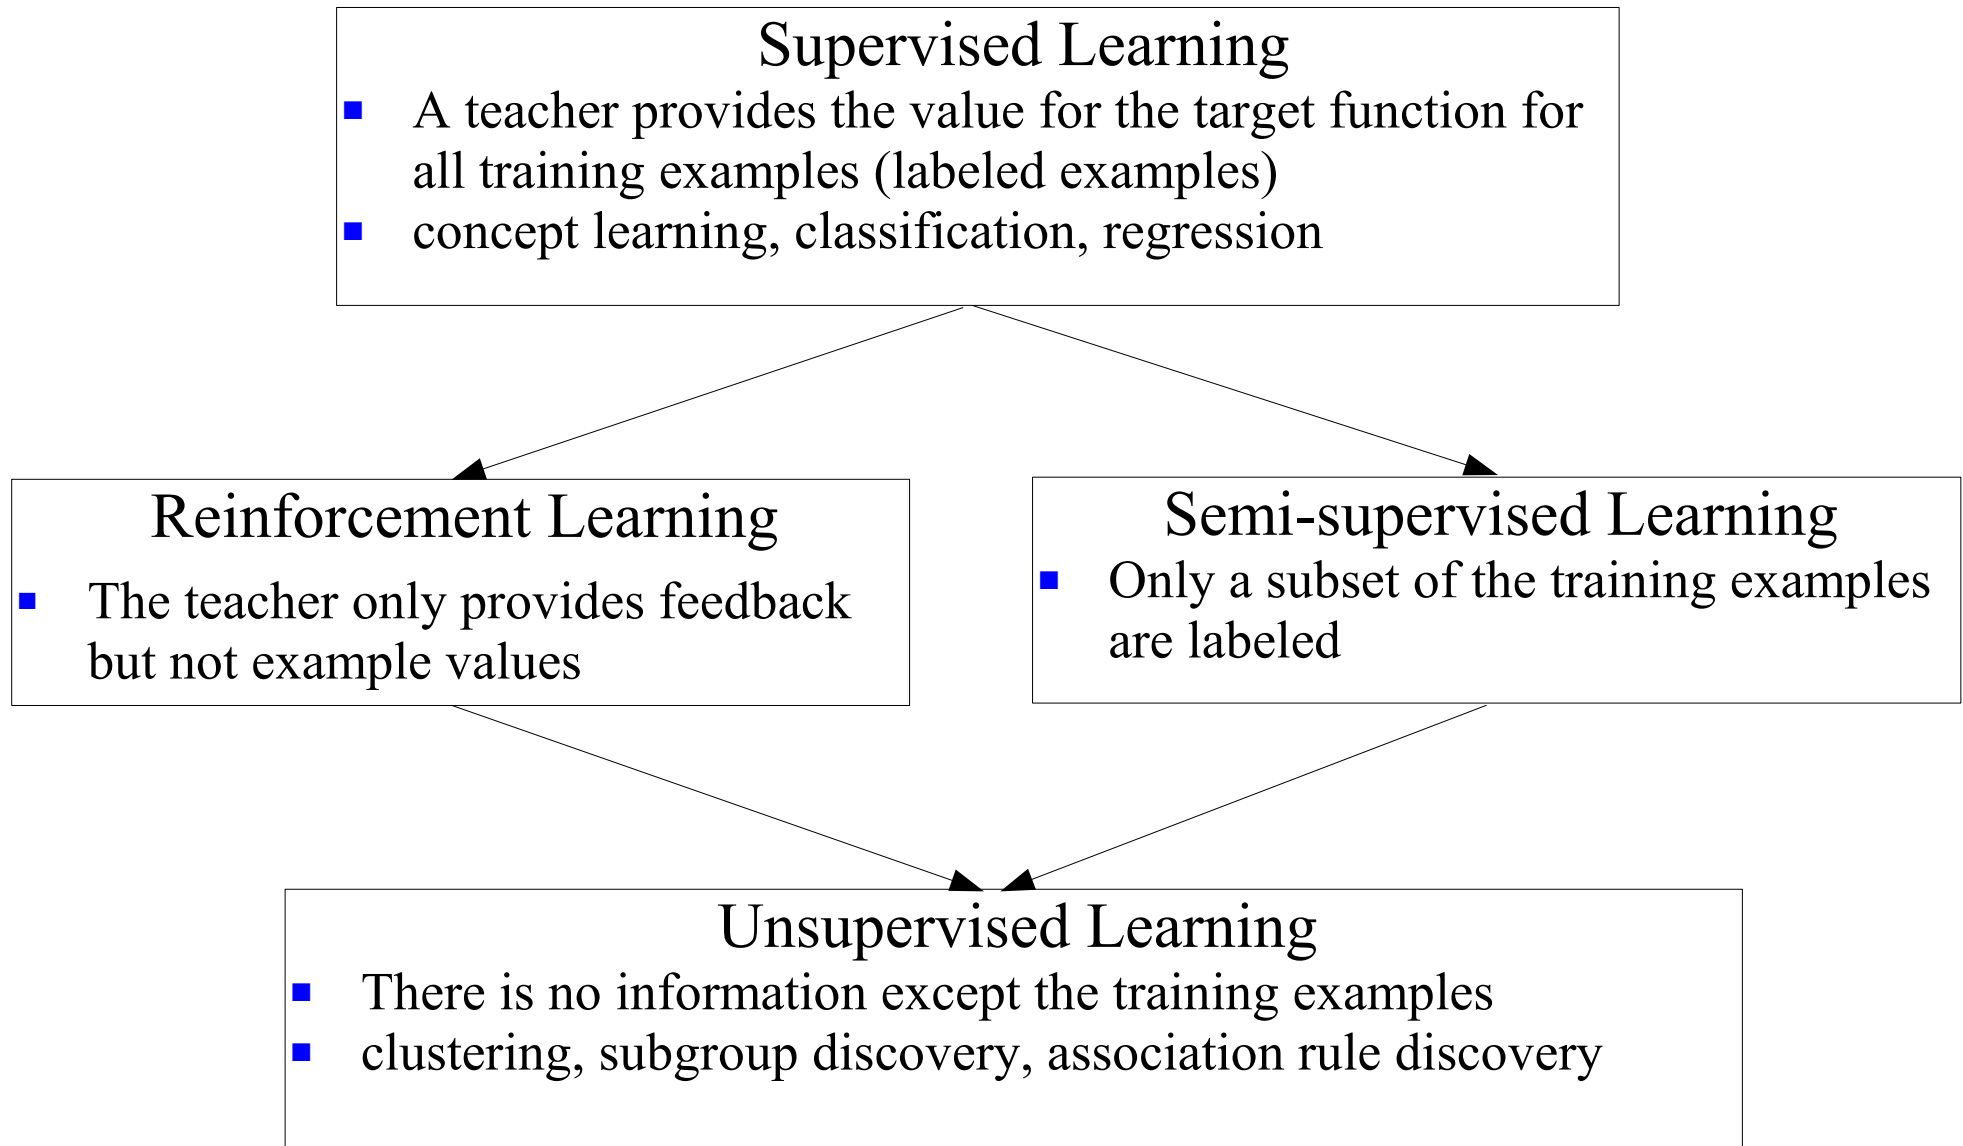 Supervised Learning
A teacher provides the value for the target function for
all training examples (labeled examples)
concept learning, classification, regression
Reinforcement Learning
The teacher only provides feedback
but not example values
Semi-supervised Learning
Only a subset of the training examples
are labeled
Unsupervised Learning
There is no information except the training examples
clustering, subgroup discovery, association rule discovery